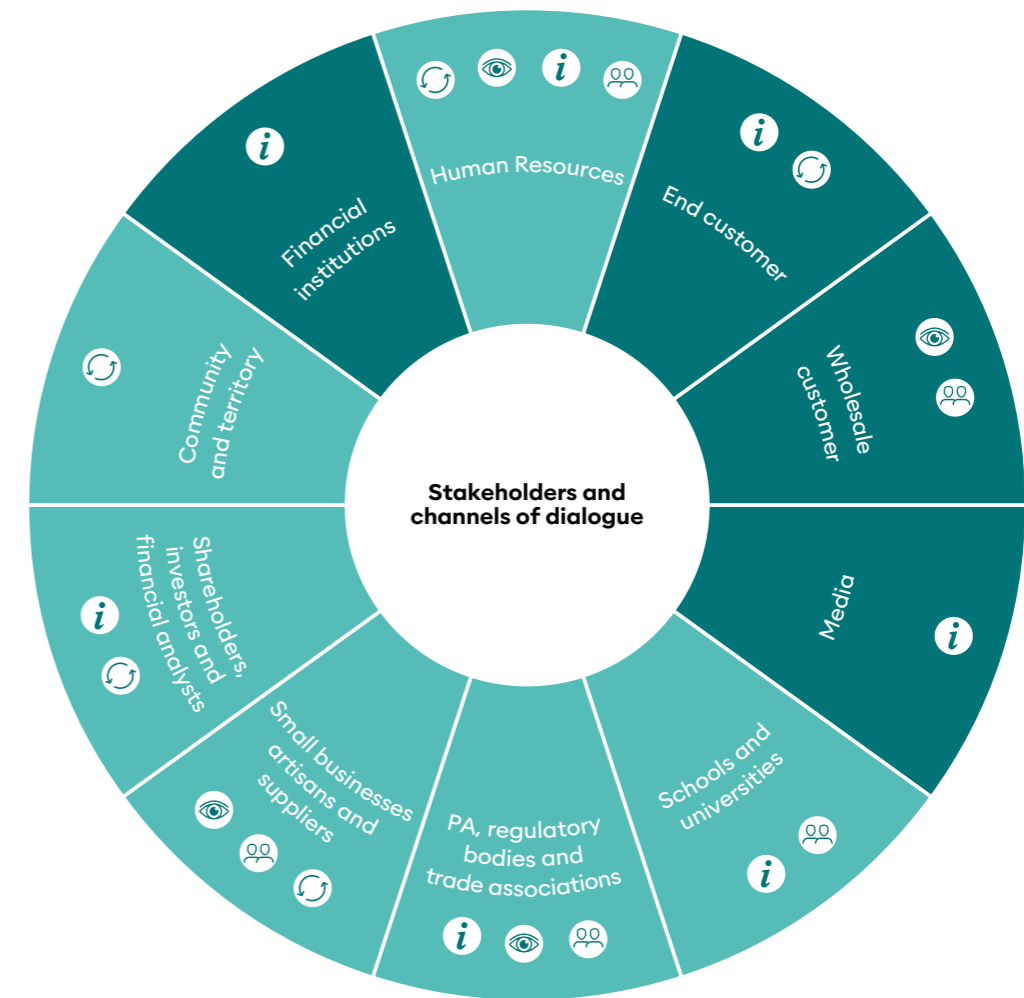 Human Resources
End customer
Wholesale
customer
Media
Schools and
universities
PA, regulatory
bodies and
trade associations
Small businesses
artisans and
suppliers
Shareholders,
investors and
financial analysts
Community
and territory
Financial
institutions
Stakeholders and
channels of dialogue
i
i
i
i
i
i
i